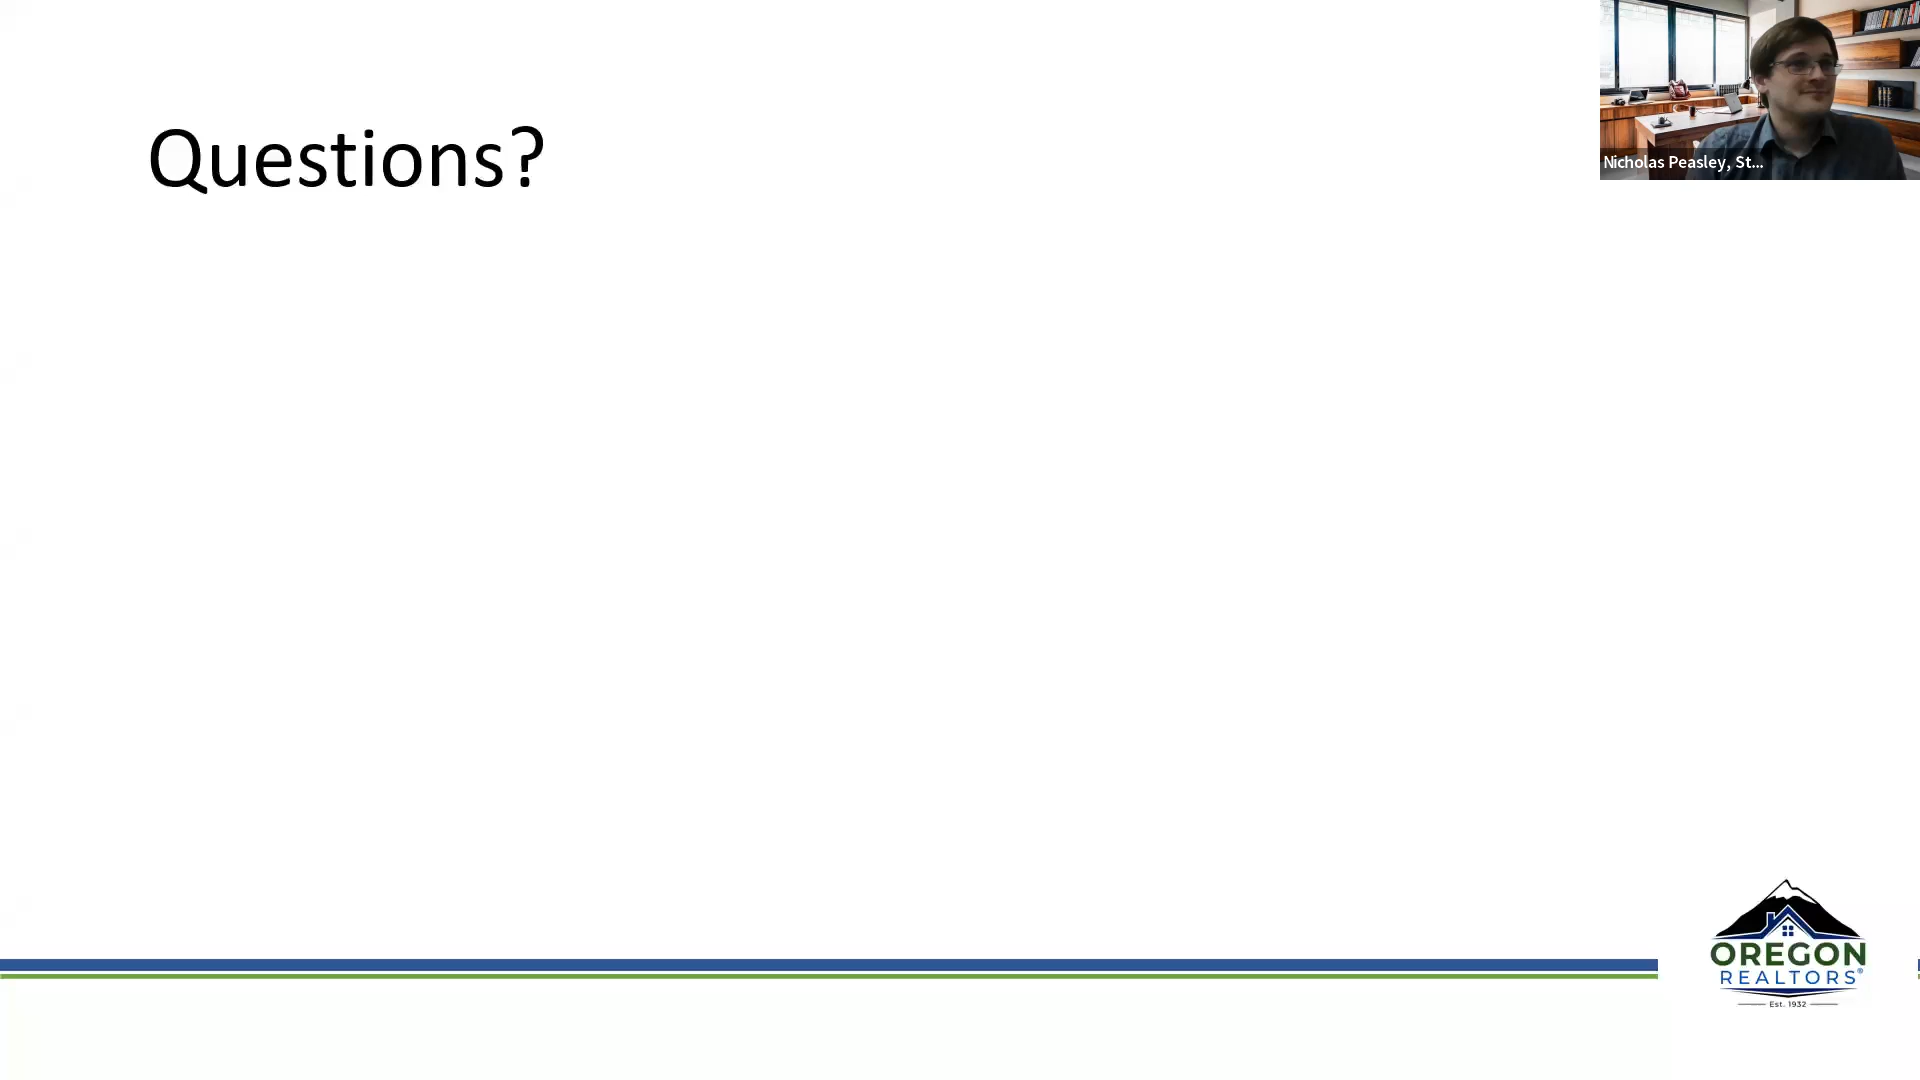 Questions?
Nicholas Peasley, St...
OREGON
REALTORS®
Est. 1932